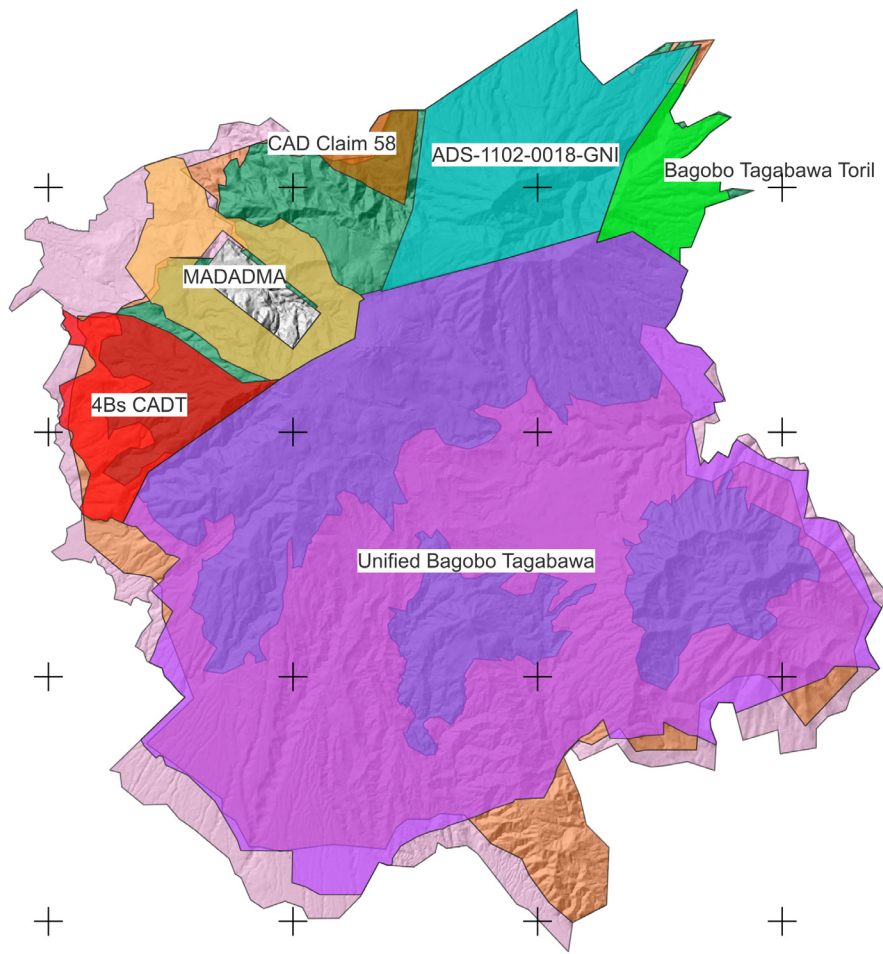 CAD Claim 58
ADS-1102-0018-GNI
Bagobo Tagabawa Toril
MADADMA
4Bs CADT
Unified Bagobo Tagabawa